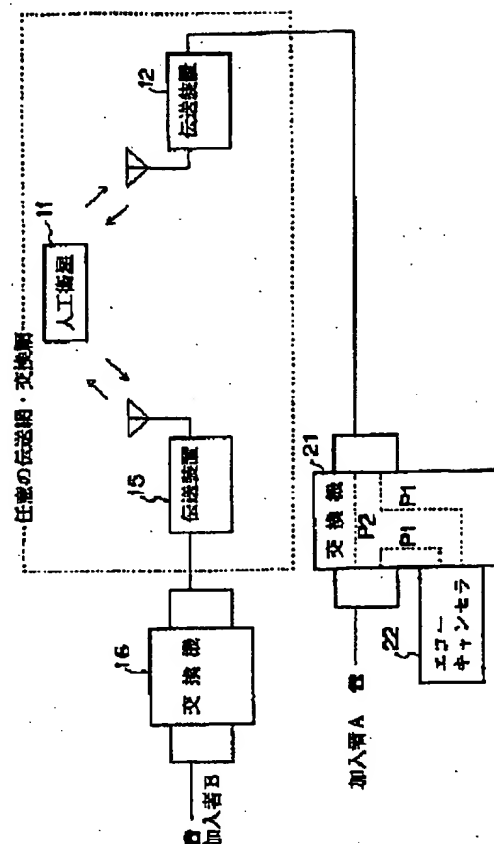 任意の伝送網・交換網
11
人工衛星
15
伝送装置
12
伝送装置
16
交換機
加入者B
21
交換機
P2
P1
P1
加入者A
22
エコー
キャンセラ